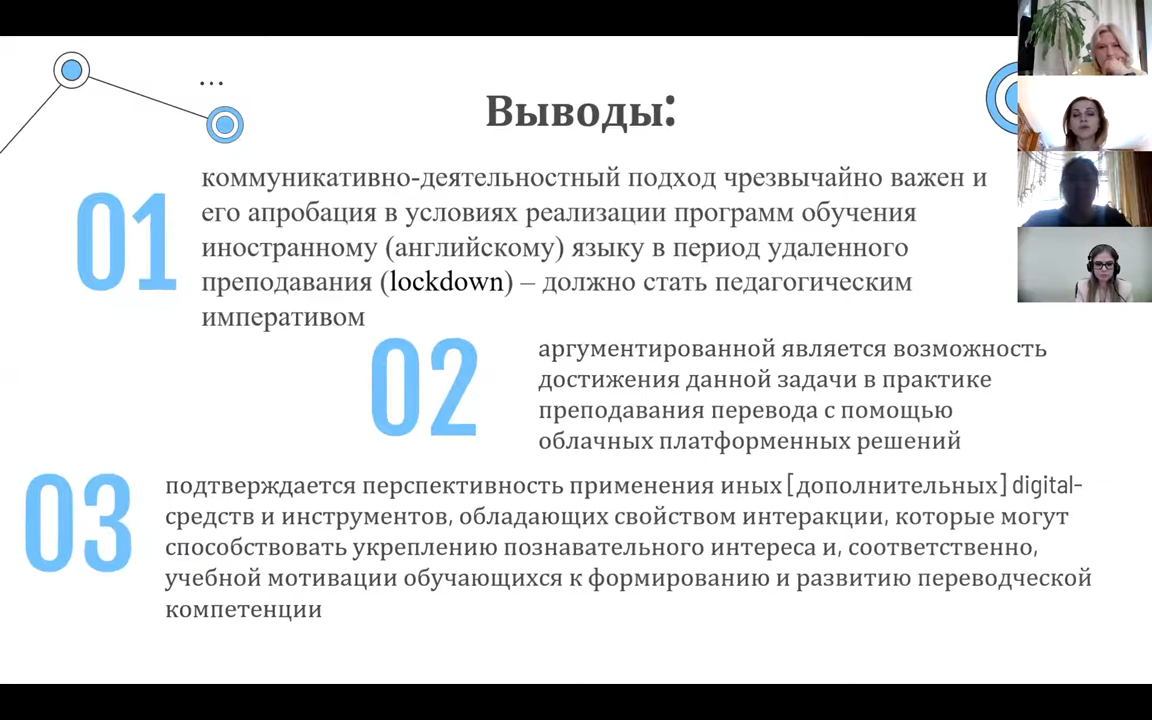 ...
Выводы:
01
коммуникативно-деятельностный подход чрезвычайно важен и
его апробация в условиях реализации программ обучения
иностранному (английскому) языку в период удаленного
преподавания (lockdown) – должно стать педагогическим
императивом
02
аргументированной является возможность
достижения данной задачи в практике
преподавания перевода с помощью
облачных платформенных решений
03
подтверждается перспективность применения иных [дополнительных] digital-
средств и инструментов, обладающих свойством интеракции, которые могут
способствовать укреплению познавательного интереса и, соответственно,
учебной мотивации обучающихся к формированию и развитию переводческой
компетенции